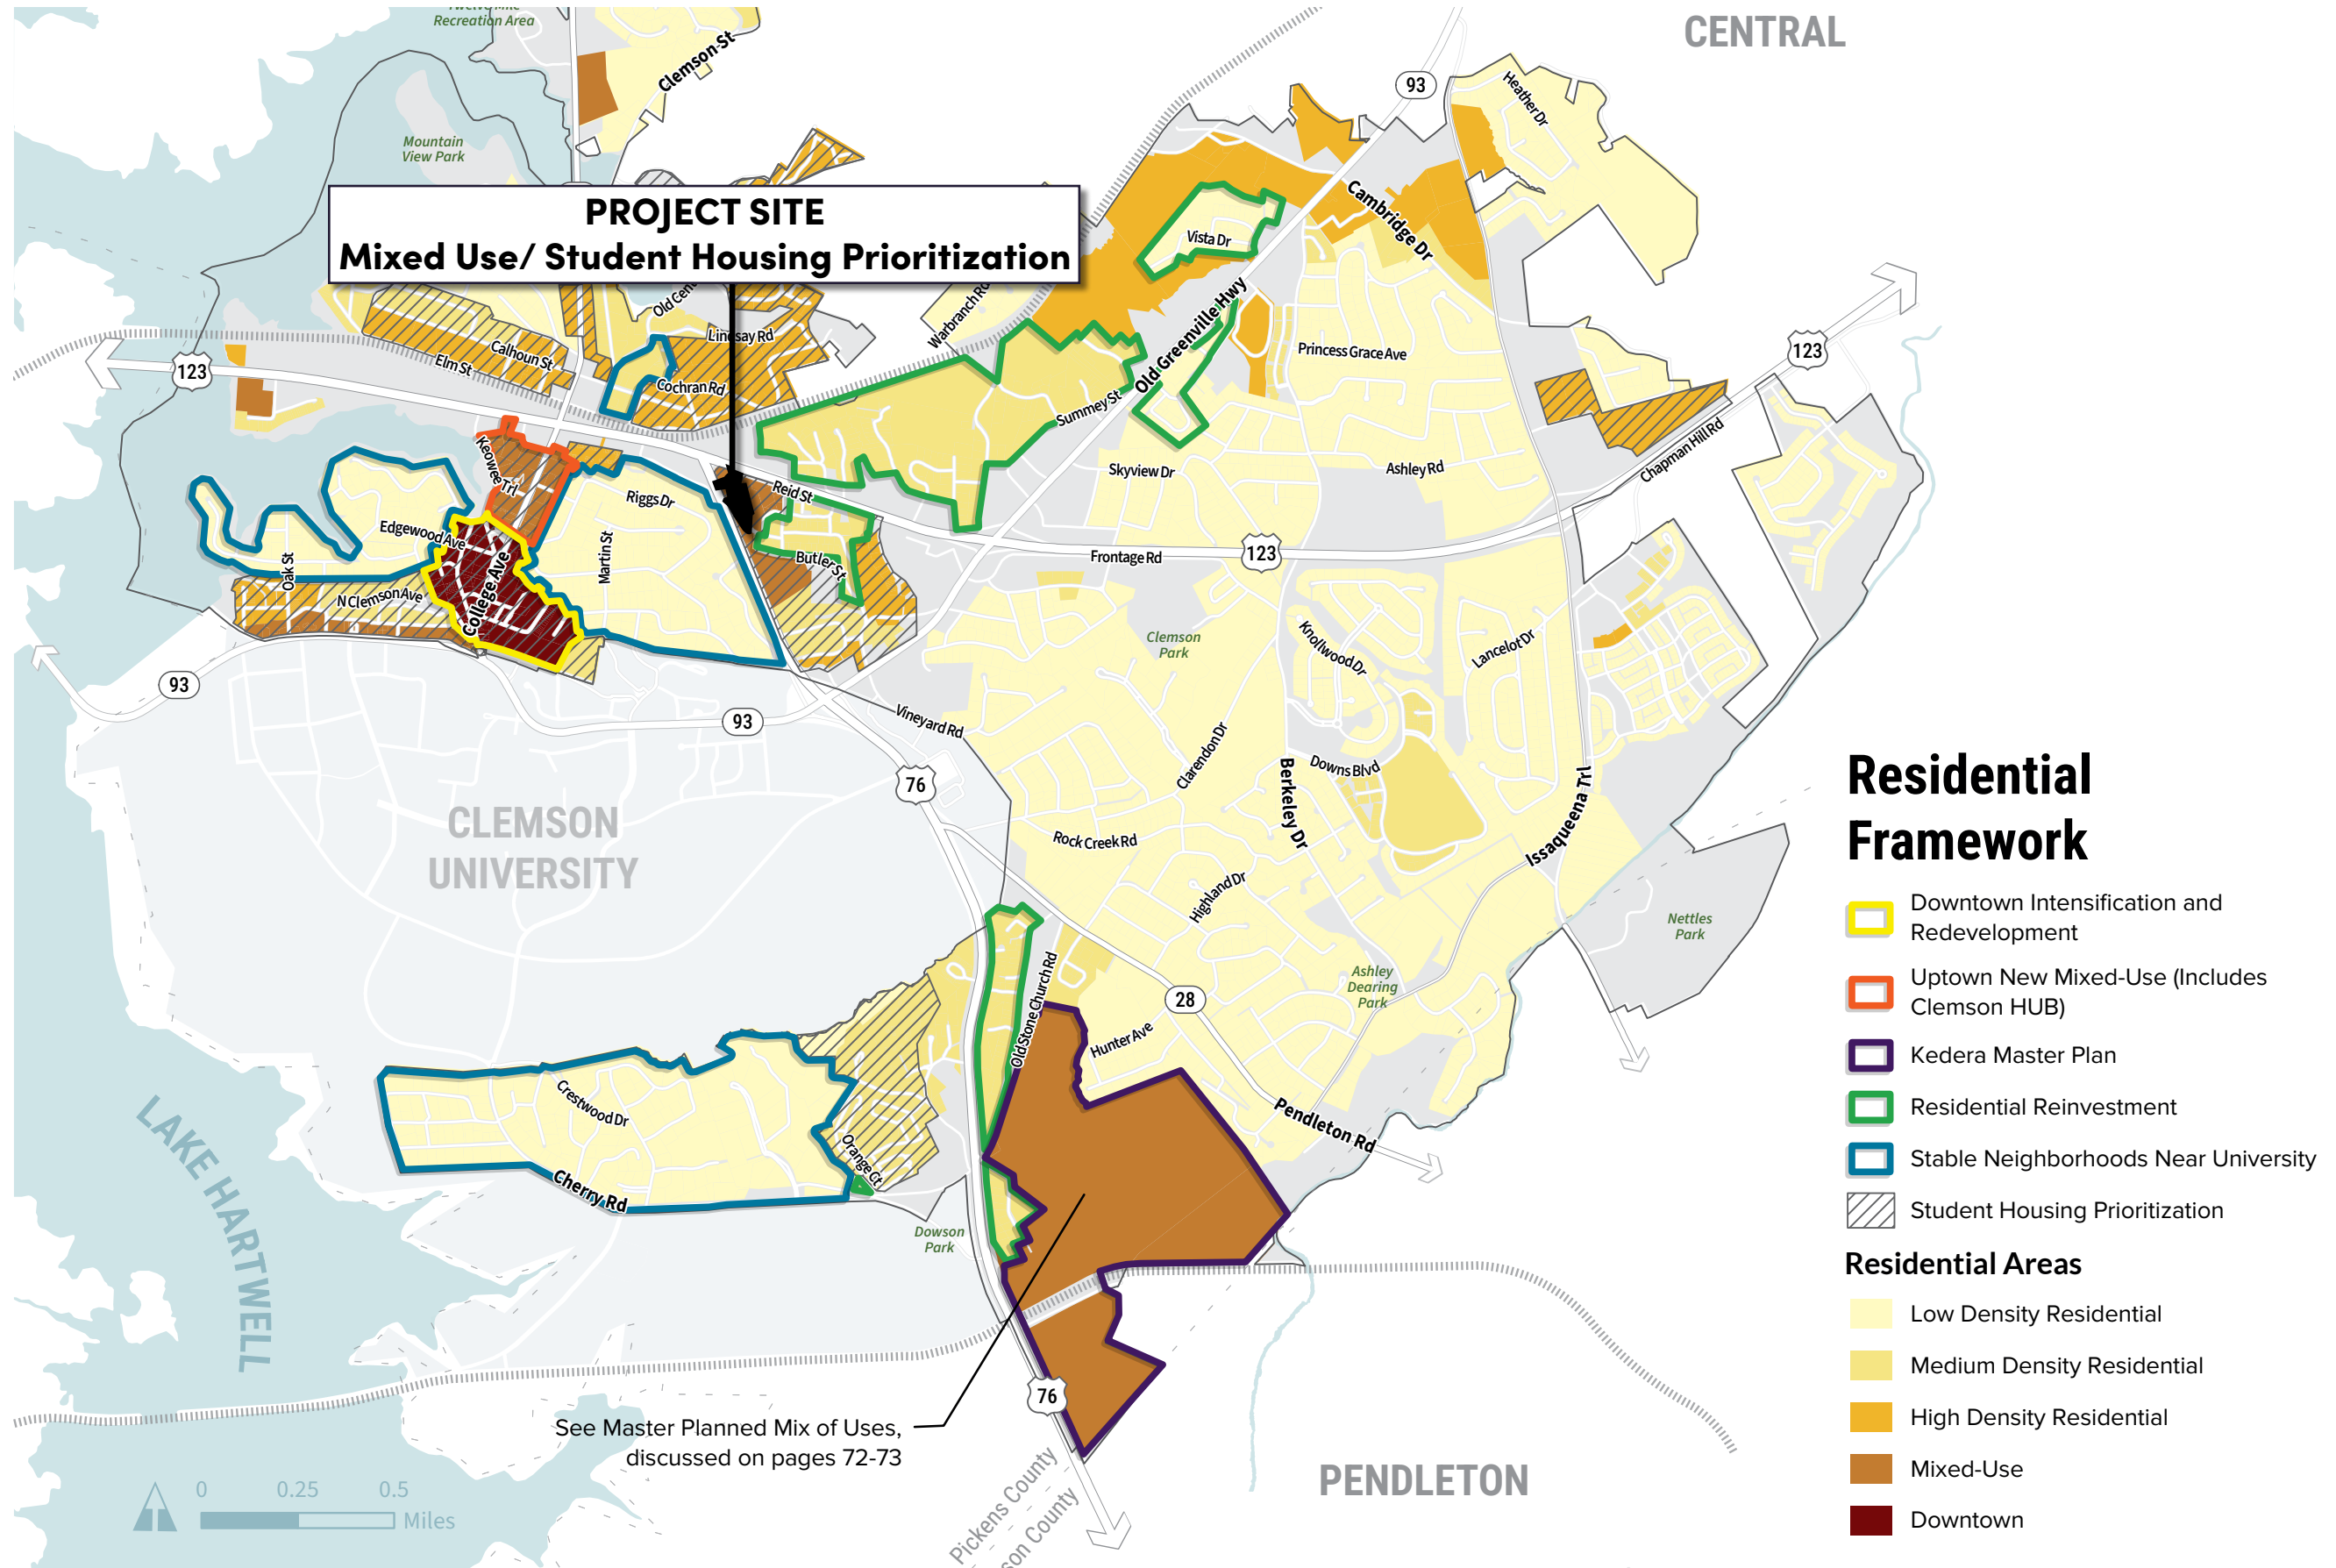 Twelve Mile
Recreation Area
CENTRAL
Clemson St
93
Heather Dr
Mountain
View Park
PROJECT SITE
Mixed Use/ Student Housing Prioritization
Cambridge Dr
Vista Dr
Old
Lindsay Rd
Warbranch Rd
Old Greenville Hwy
Calhoun St
Elm St
123
Princess Grace Ave
123
Cochran Rd
Summey St
Keowee Trl
Chapman Hill Rd
Skyview Dr
Ashley Rd
Riggs Dr
Reid St
Edgewood Ave
Martin St
Oak St
College Ave
Butler St
Frontage Rd
123
N Clemson Ave
Clemson
Park
Knollwood Dr
Lancelot Dr
93
93
Vineyard Rd
Clarendon Dr
76
Downs Blvd
Berkeley Dr
Issaqueena Trl
CLEMSON
UNIVERSITY
Rock Creek Rd
Highland Dr
Nettles
Park
Old Stone Church Rd
Ashley
Dearing
Park
28
Hunter Ave
Crestwood Dr
Orange Ct
Cherry Rd
Pendleton Rd
LAKE HARTWELL
Dowson
Park
76
See Master Planned Mix of Uses,
discussed on pages 72-73
Pickens County
son County
PENDLETON
0 0.25 0.5
Miles
Residential
Framework
Downtown Intensification and
Redevelopment
Uptown New Mixed-Use (Includes
Clemson HUB)
Kedera Master Plan
Residential Reinvestment
Stable Neighborhoods Near University
Student Housing Prioritization
Residential Areas
Low Density Residential
Medium Density Residential
High Density Residential
Mixed-Use
Downtown